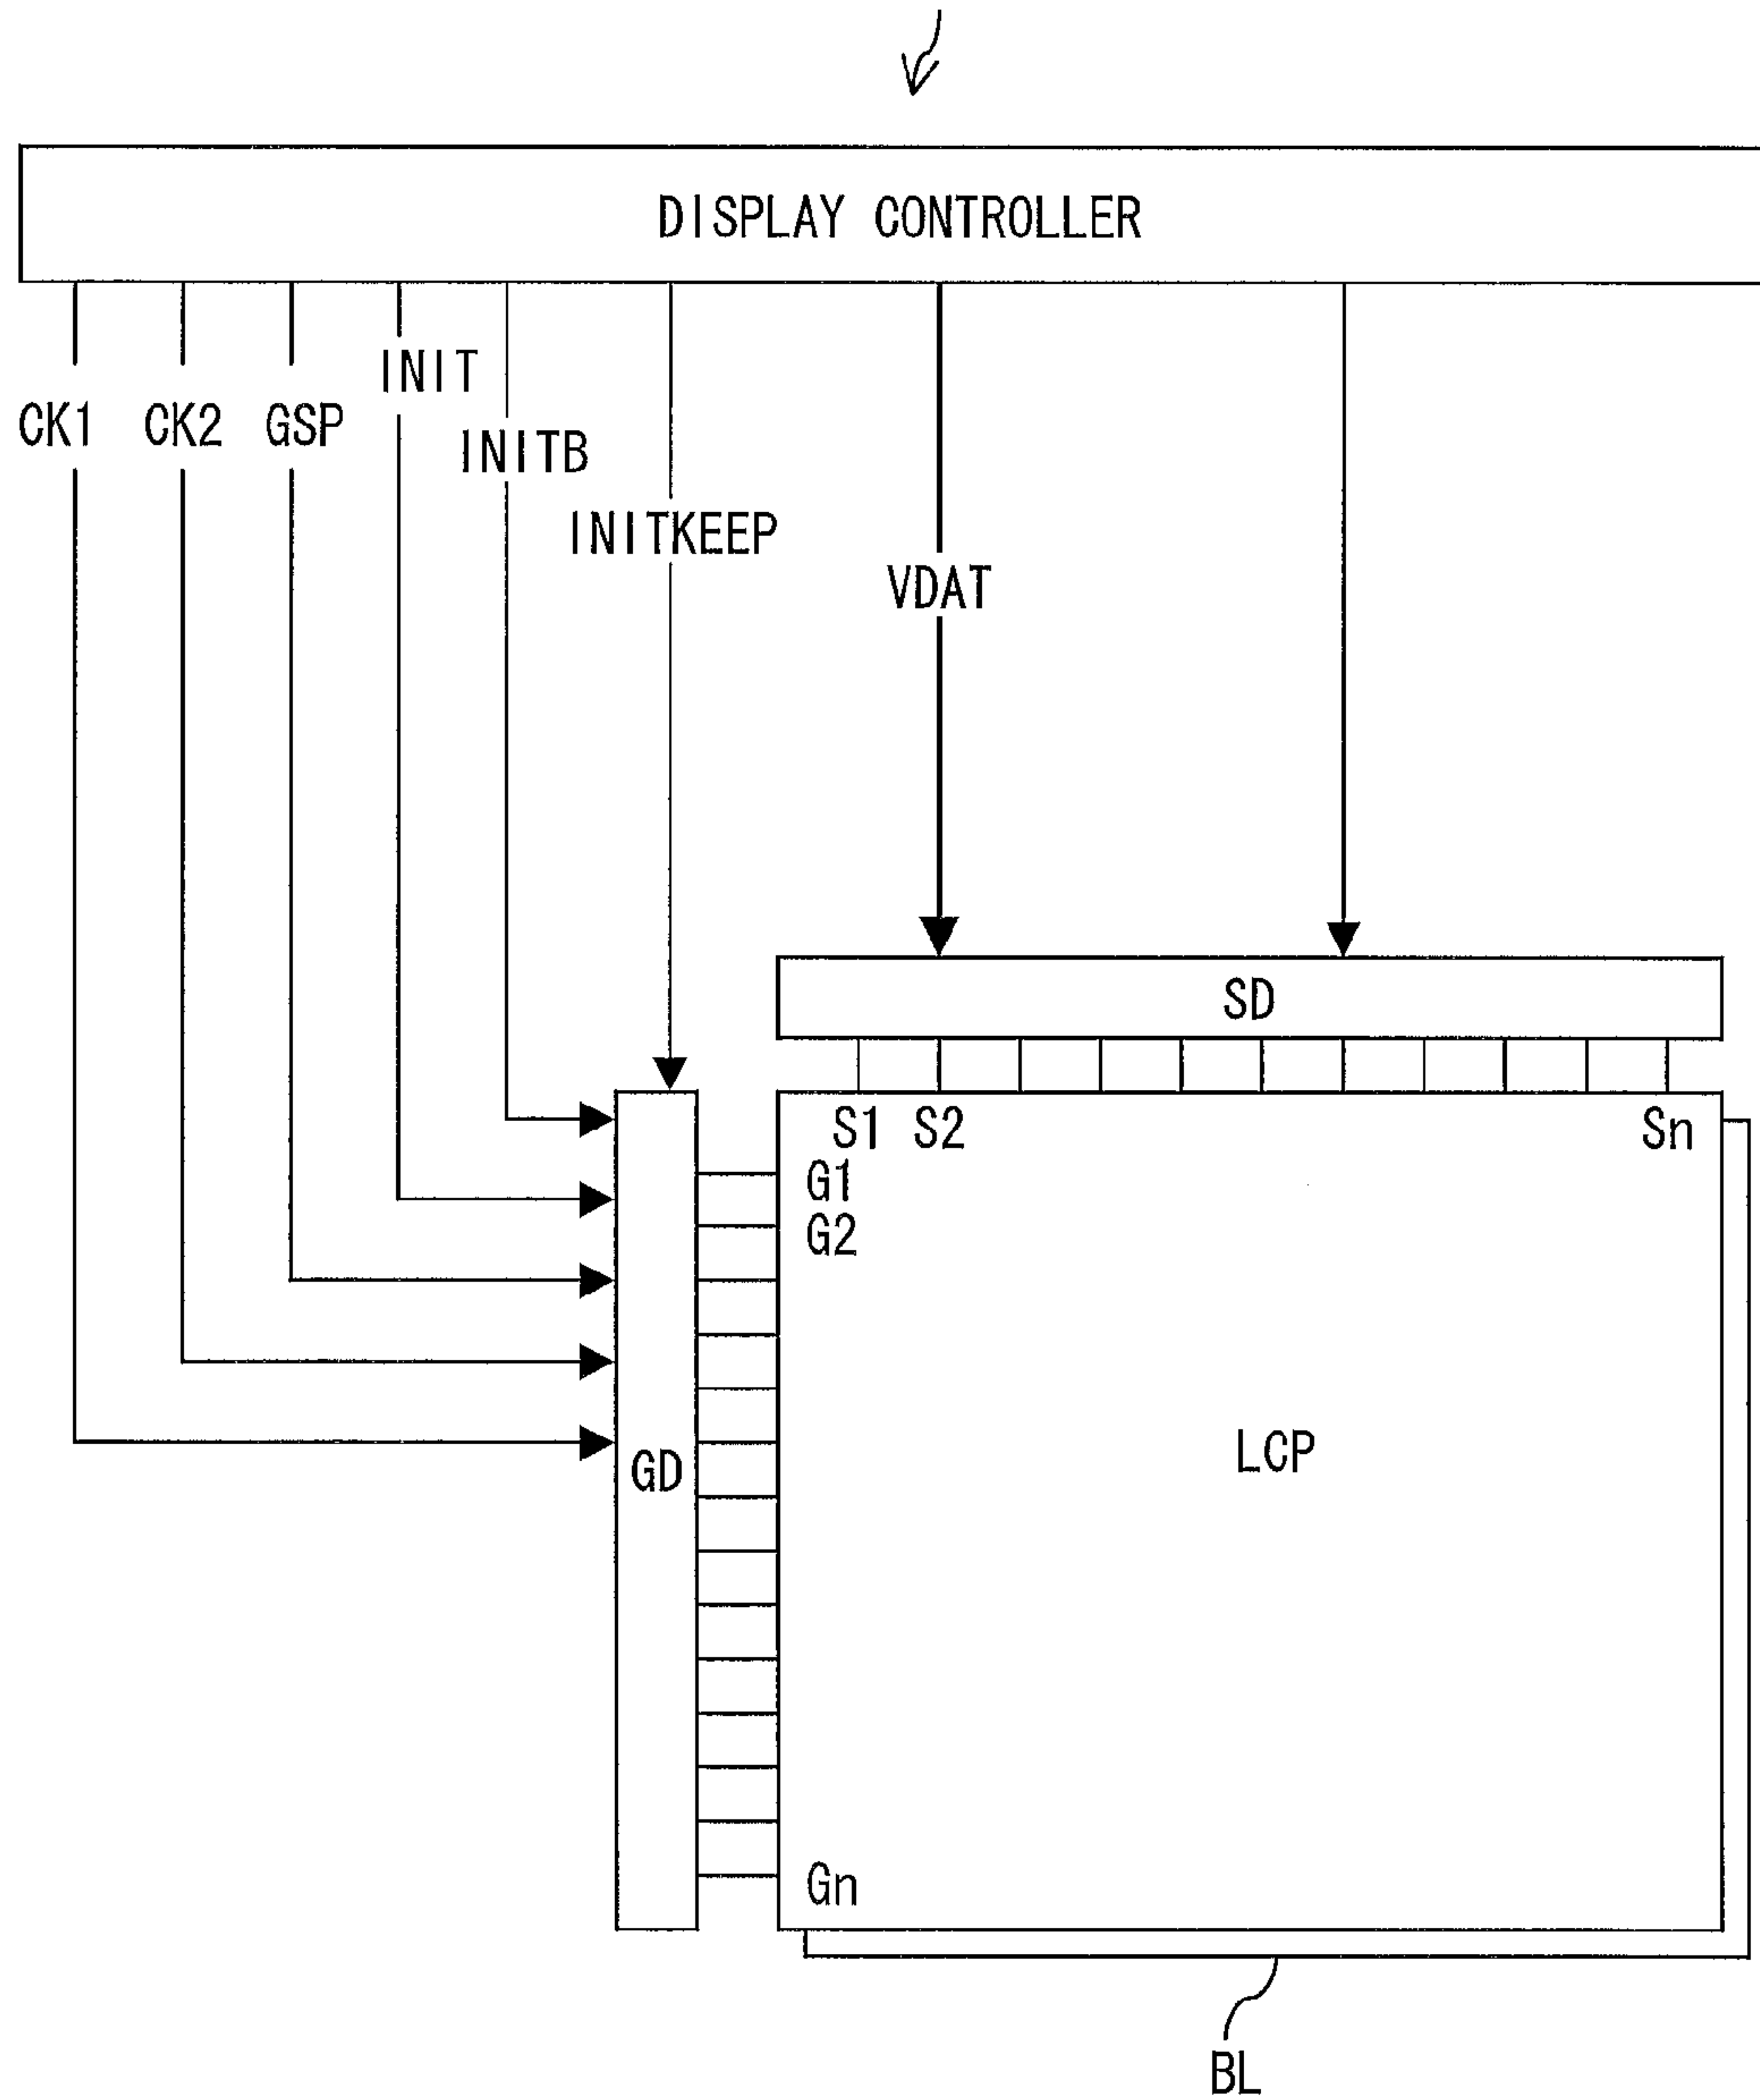 DISPLAY CONTROLLER
INIT
CK1 CK2 GSP
INITB
INITKEEP
VDAT
SD
S1 S2 Sn
G1
G2
LCP
GD
Gn
BL